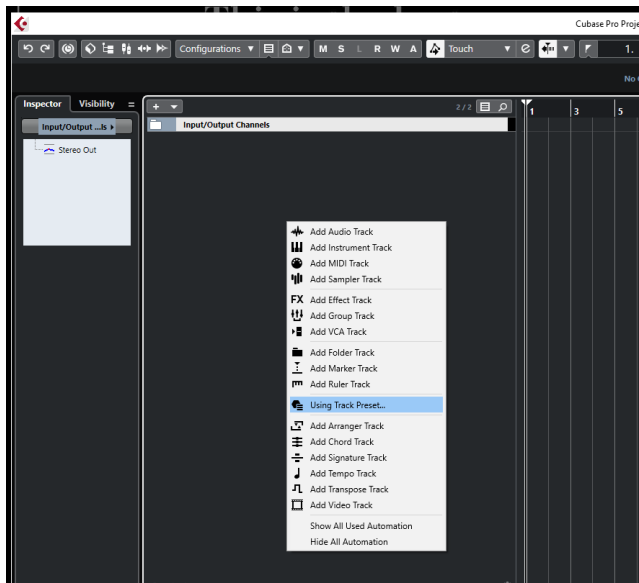 Cubase Pro Proje
Configurations M S L R W A Touch 1.
No
Inspector Visibility 2 / 2 1 3 5
Input/Output ...ls Input/Output Channels
Stereo Out
Add Audio Track
Add Instrument Track
Add MIDI Track
Add Sampler Track
FX Add Effect Track
Add Group Track
Add VCA Track
Add Folder Track
Add Marker Track
Add Ruler Track
Using Track Preset...
Add Arranger Track
Add Chord Track
Add Signature Track
Add Tempo Track
Add Transpose Track
Add Video Track
Show All Used Automation
Hide All Automation